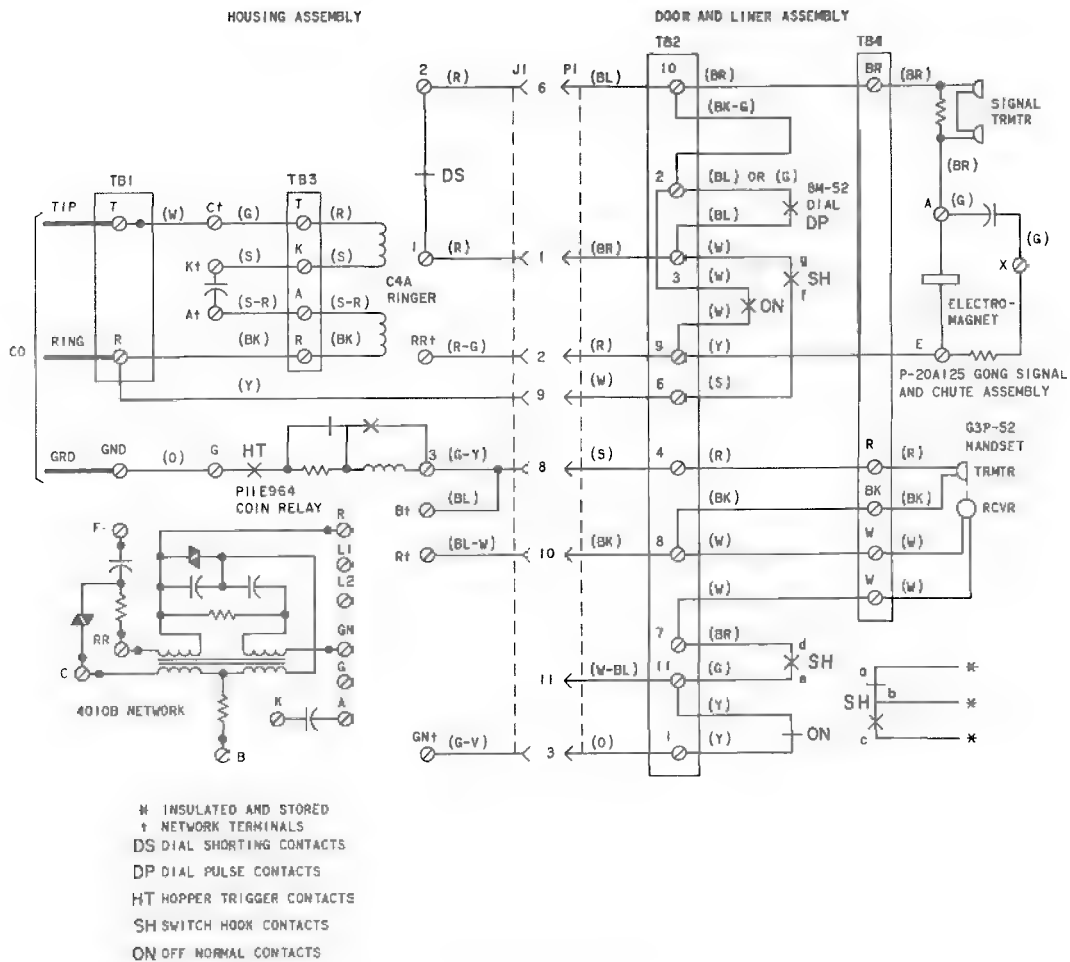 HOUSING ASSEMBLY
DOOR AND LINER ASSEMBLY
TB2
TB4
2 (R) J1 6 P1 (BL) 10 (BR) BR (BR)
(BK-G)
SIGNAL
TRMTR
(BR)
DS
TB1
TB3
2 (BL) OR (G)
BM-52
DIAL
DP
(BL)
TIP T (W) C† (G) T (R)
A (G)
(G)
X
K† (S) K (S)
1 (R) 1 (BR) 3 (W) g
SH
f
(W)
ON
(W)
C4A
RINGER
A† (S-R) A (S-R)
ELECTRO-
MAGNET
CO
RING R (BK) R (BK)
RR† (R-G) 2 (R) 9 (Y) E
P-20A125 GONG SIGNAL
AND CHUTE ASSEMBLY
(Y) 9 (W) 6 (S)
G3P-52
HANDSET
GRD GND (O) G HT 3 (G-Y) 8 (S) 4 (R) R (R)
TRMTR
P11E964
COIN RELAY
B† (BL)
(BK) BK (BK)
RCVR
R† (BL-W) 10 (BK) 8 (W) W (W)
(W) W (W)
F
R
L1
L2
RR
GN
C
G
K
A
B
4010B NETWORK
7 (BR) d
SH
e
11 (W-BL) 11 (G)
(Y)
ON
GN† (G-V) 3 (O) 1 (Y)
a *
SH b *
c *
* INSULATED AND STORED
† NETWORK TERMINALS
DS DIAL SHORTING CONTACTS
DP DIAL PULSE CONTACTS
HT HOPPER TRIGGER CONTACTS
SH SWITCH HOOK CONTACTS
ON OFF NORMAL CONTACTS